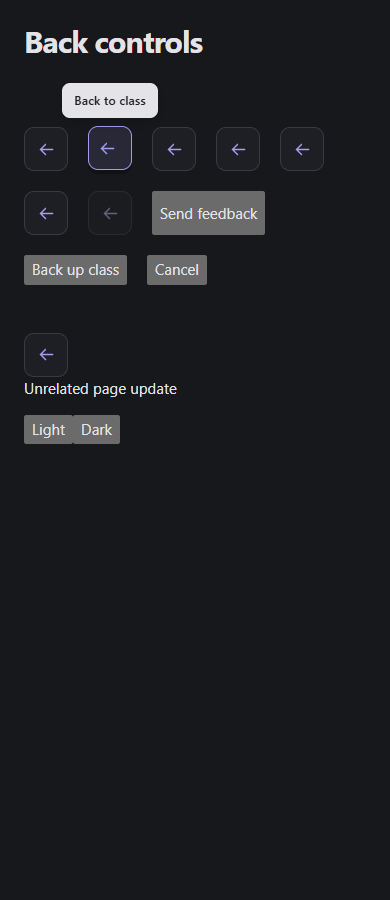 Back controls
Back to class
Send feedback
Back up class Cancel
Unrelated page update
Light Dark